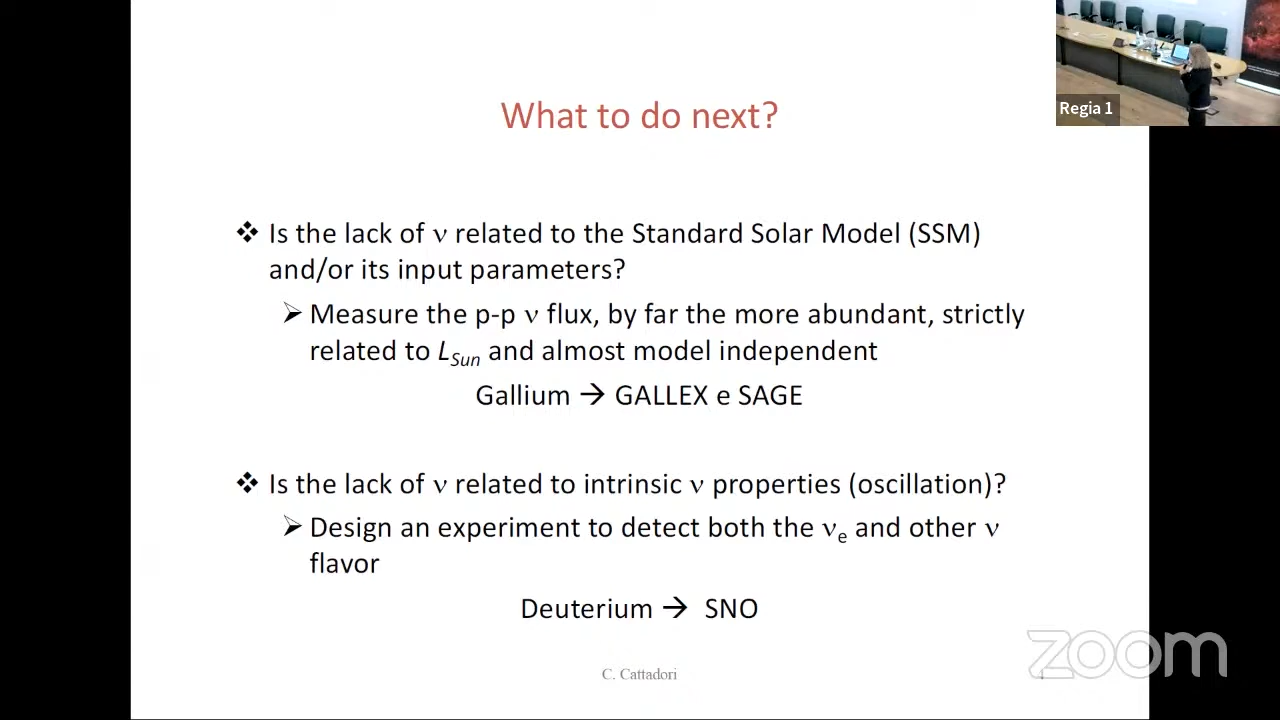 Regia 1
What to do next?
❖ Is the lack of ν related to the Standard Solar Model (SSM)
and/or its input parameters?
➢ Measure the p-p ν flux, by far the more abundant, strictly
related to L_Sun and almost model independent
Gallium → GALLEX e SAGE
❖ Is the lack of ν related to intrinsic ν properties (oscillation)?
➢ Design an experiment to detect both the ν_e and other ν
flavor
Deuterium → SNO
C. Cattadori
zoom